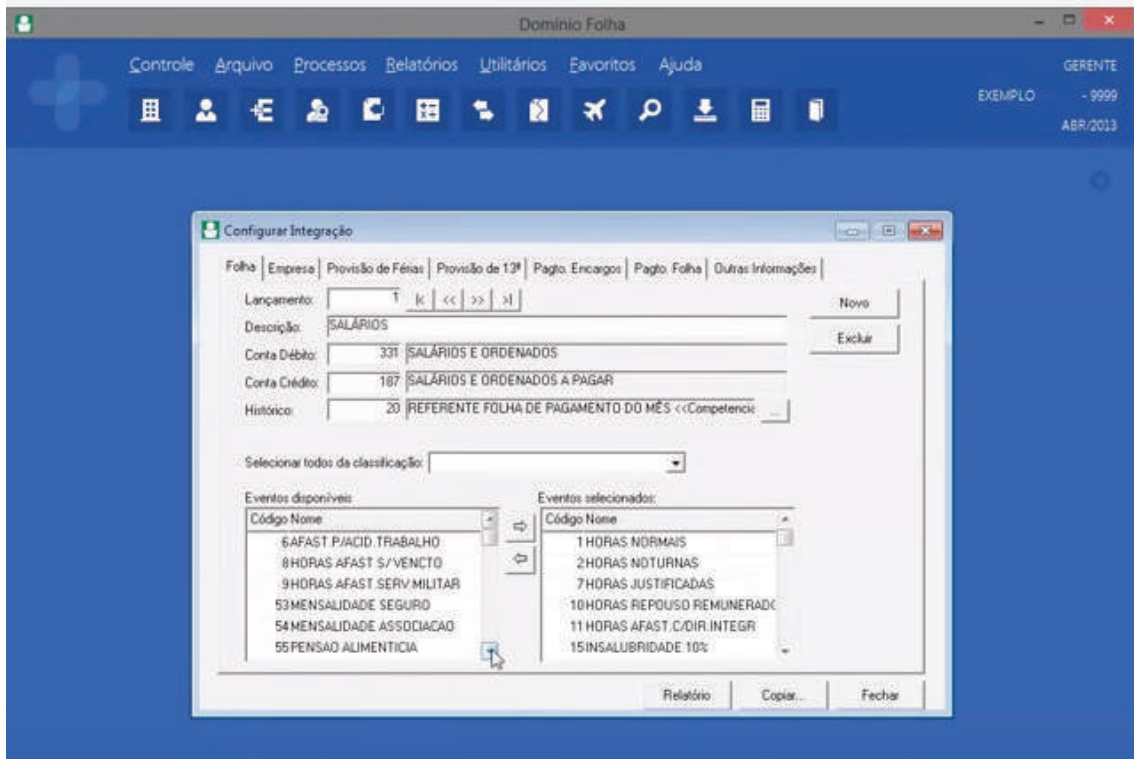 Domínio Folha
Controle Arquivo Processos Relatórios Utilitários Favoritos Ajuda
GERENTE
EXEMPLO - 9999
ABR/2013
Configurar Integração
Folha Empresa Provisão de Férias Provisão de 13º Pagto. Encargos Pagto. Folha Outras Informações
Lançamento: 1 << >> Novo
Descrição: SALÁRIOS Excluir
Conta Débito: 331 SALÁRIOS E ORDENADOS
Conta Crédito: 187 SALÁRIOS E ORDENADOS A PAGAR
Histórico: 20 REFERENTE FOLHA DE PAGAMENTO DO MÊS <<Competencia ...
Selecionar todos da classificação:
Eventos disponíveis Eventos selecionados:
Código Nome Código Nome
6 AFAST P/ACID.TRABALHO 1 HORAS NORMAIS
8 HORAS AFAST S/VENCTO 2 HORAS NOTURNAS
9 HORAS AFAST SERV.MILITAR 7 HORAS JUSTIFICADAS
53 MENSALIDADE SEGURO 10 HORAS REPOUSO REMUNERADO
54 MENSALIDADE ASSOCIACAO 11 HORAS AFAST.C/DIR.INTEGR
55 PENSAO ALIMENTICIA 15 INSALUBRIDADE 10%
Relatório Copiar... Fechar